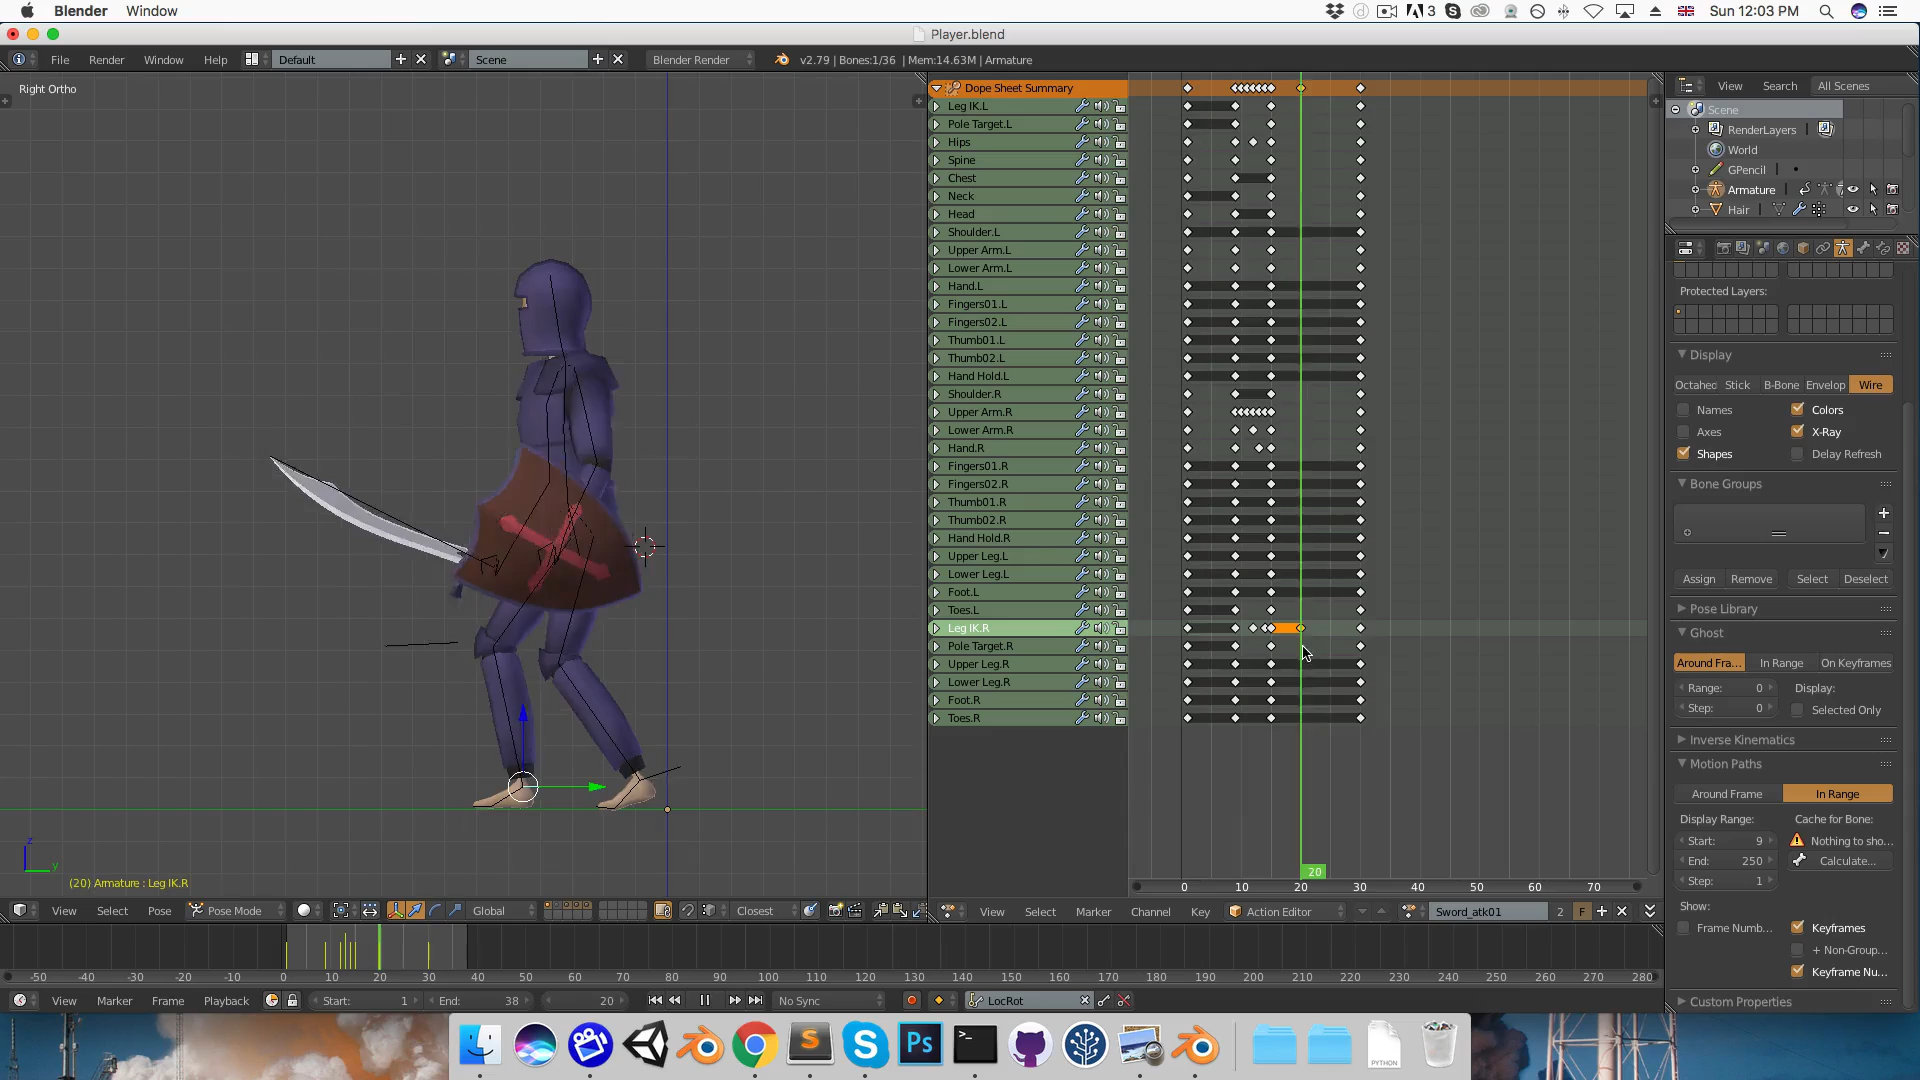 Blender Window
3
Sun 12:03 PM
Player.blend
File Render Window Help Default Scene Blender Render v2.79 | Bones:1/36 | Mem:14.63M | Armature
Right Ortho
Dope Sheet Summary
Leg IK.L
Pole Target.L
Hips
Spine
Chest
Neck
Head
Shoulder.L
Upper Arm.L
Lower Arm.L
Hand.L
Fingers01.L
Fingers02.L
Thumb01.L
Thumb02.L
Hand Hold.L
Shoulder.R
Upper Arm.R
Lower Arm.R
Hand.R
Fingers01.R
Fingers02.R
Thumb01.R
Thumb02.R
Hand Hold.R
Upper Leg.L
Lower Leg.L
Foot.L
Toes.L
Leg IK.R
Pole Target.R
Upper Leg.R
Lower Leg.R
Foot.R
Toes.R
20
0 10 20 30 40 50 60 70
View Search All Scenes
Scene
RenderLayers
World
GPencil
Armature
Hair
Protected Layers:
Display
Octahed Stick B-Bone Envelop Wire
Names Colors
Axes X-Ray
Shapes Delay Refresh
Bone Groups
Assign Remove Select Deselect
Pose Library
Ghost
Around Fra... In Range On Keyframes
Range: 0 Display:
Step: 0 Selected Only
Inverse Kinematics
Motion Paths
Around Frame In Range
Display Range: Cache for Bone:
Start: 9 Nothing to sho...
End: 250 Calculate...
Step: 1
Show:
Frame Numb... Keyframes
+ Non-Group...
Keyframe Nu...
Custom Properties
z
y
(20) Armature : Leg IK.R
View Select Pose Pose Mode Global Closest
View Select Marker Channel Key Action Editor Sword_atk01 2 F
-50 -40 -30 -20 -10 0 10 20 30 40 50 60 70 80 90 100 110 120 130 140 150 160 170 180 190 200 210 220 230 240 250 260 270 280
View Marker Frame Playback Start: 1 End: 38 20 No Sync LocRot
S
S
Ps
>_
PYTHON